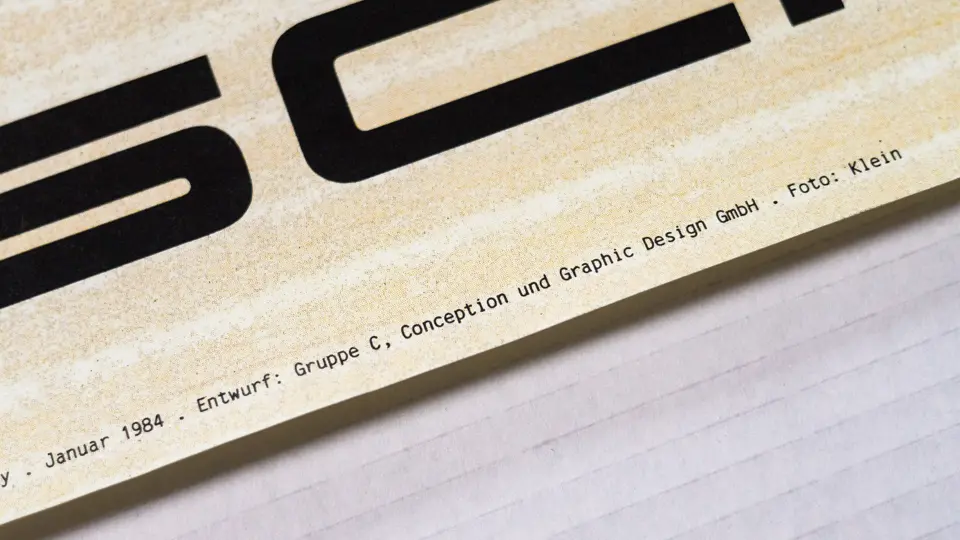 SC
y . Januar 1984 . Entwurf: Gruppe C, Conception und Graphic Design GmbH . Foto: Klein